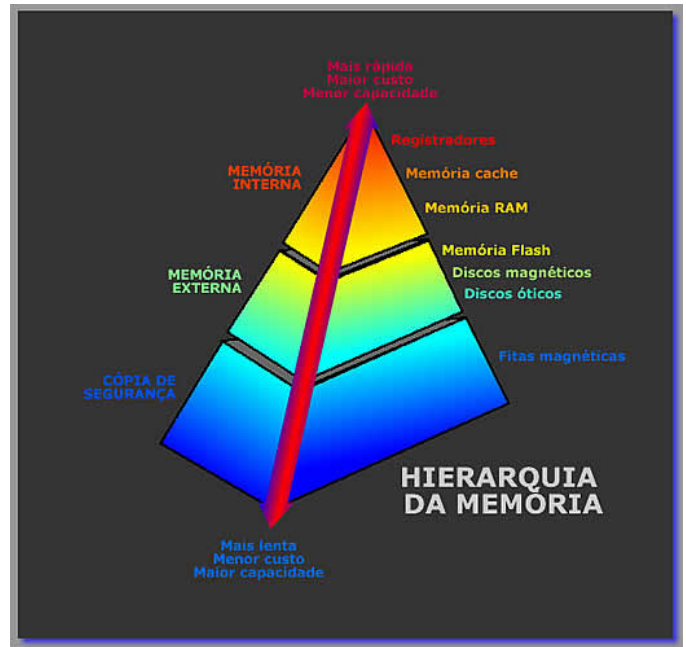 Mais rápida
Maior custo
Menor capacidade
Registradores
MEMÓRIA
INTERNA
Memória cache
Memória RAM
Memória Flash
MEMÓRIA
EXTERNA
Discos magnéticos
Discos óticos
Fitas magnéticas
CÓPIA DE
SEGURANÇA
HIERARQUIA
DA MEMÓRIA
Mais lenta
Menor custo
Maior capacidade